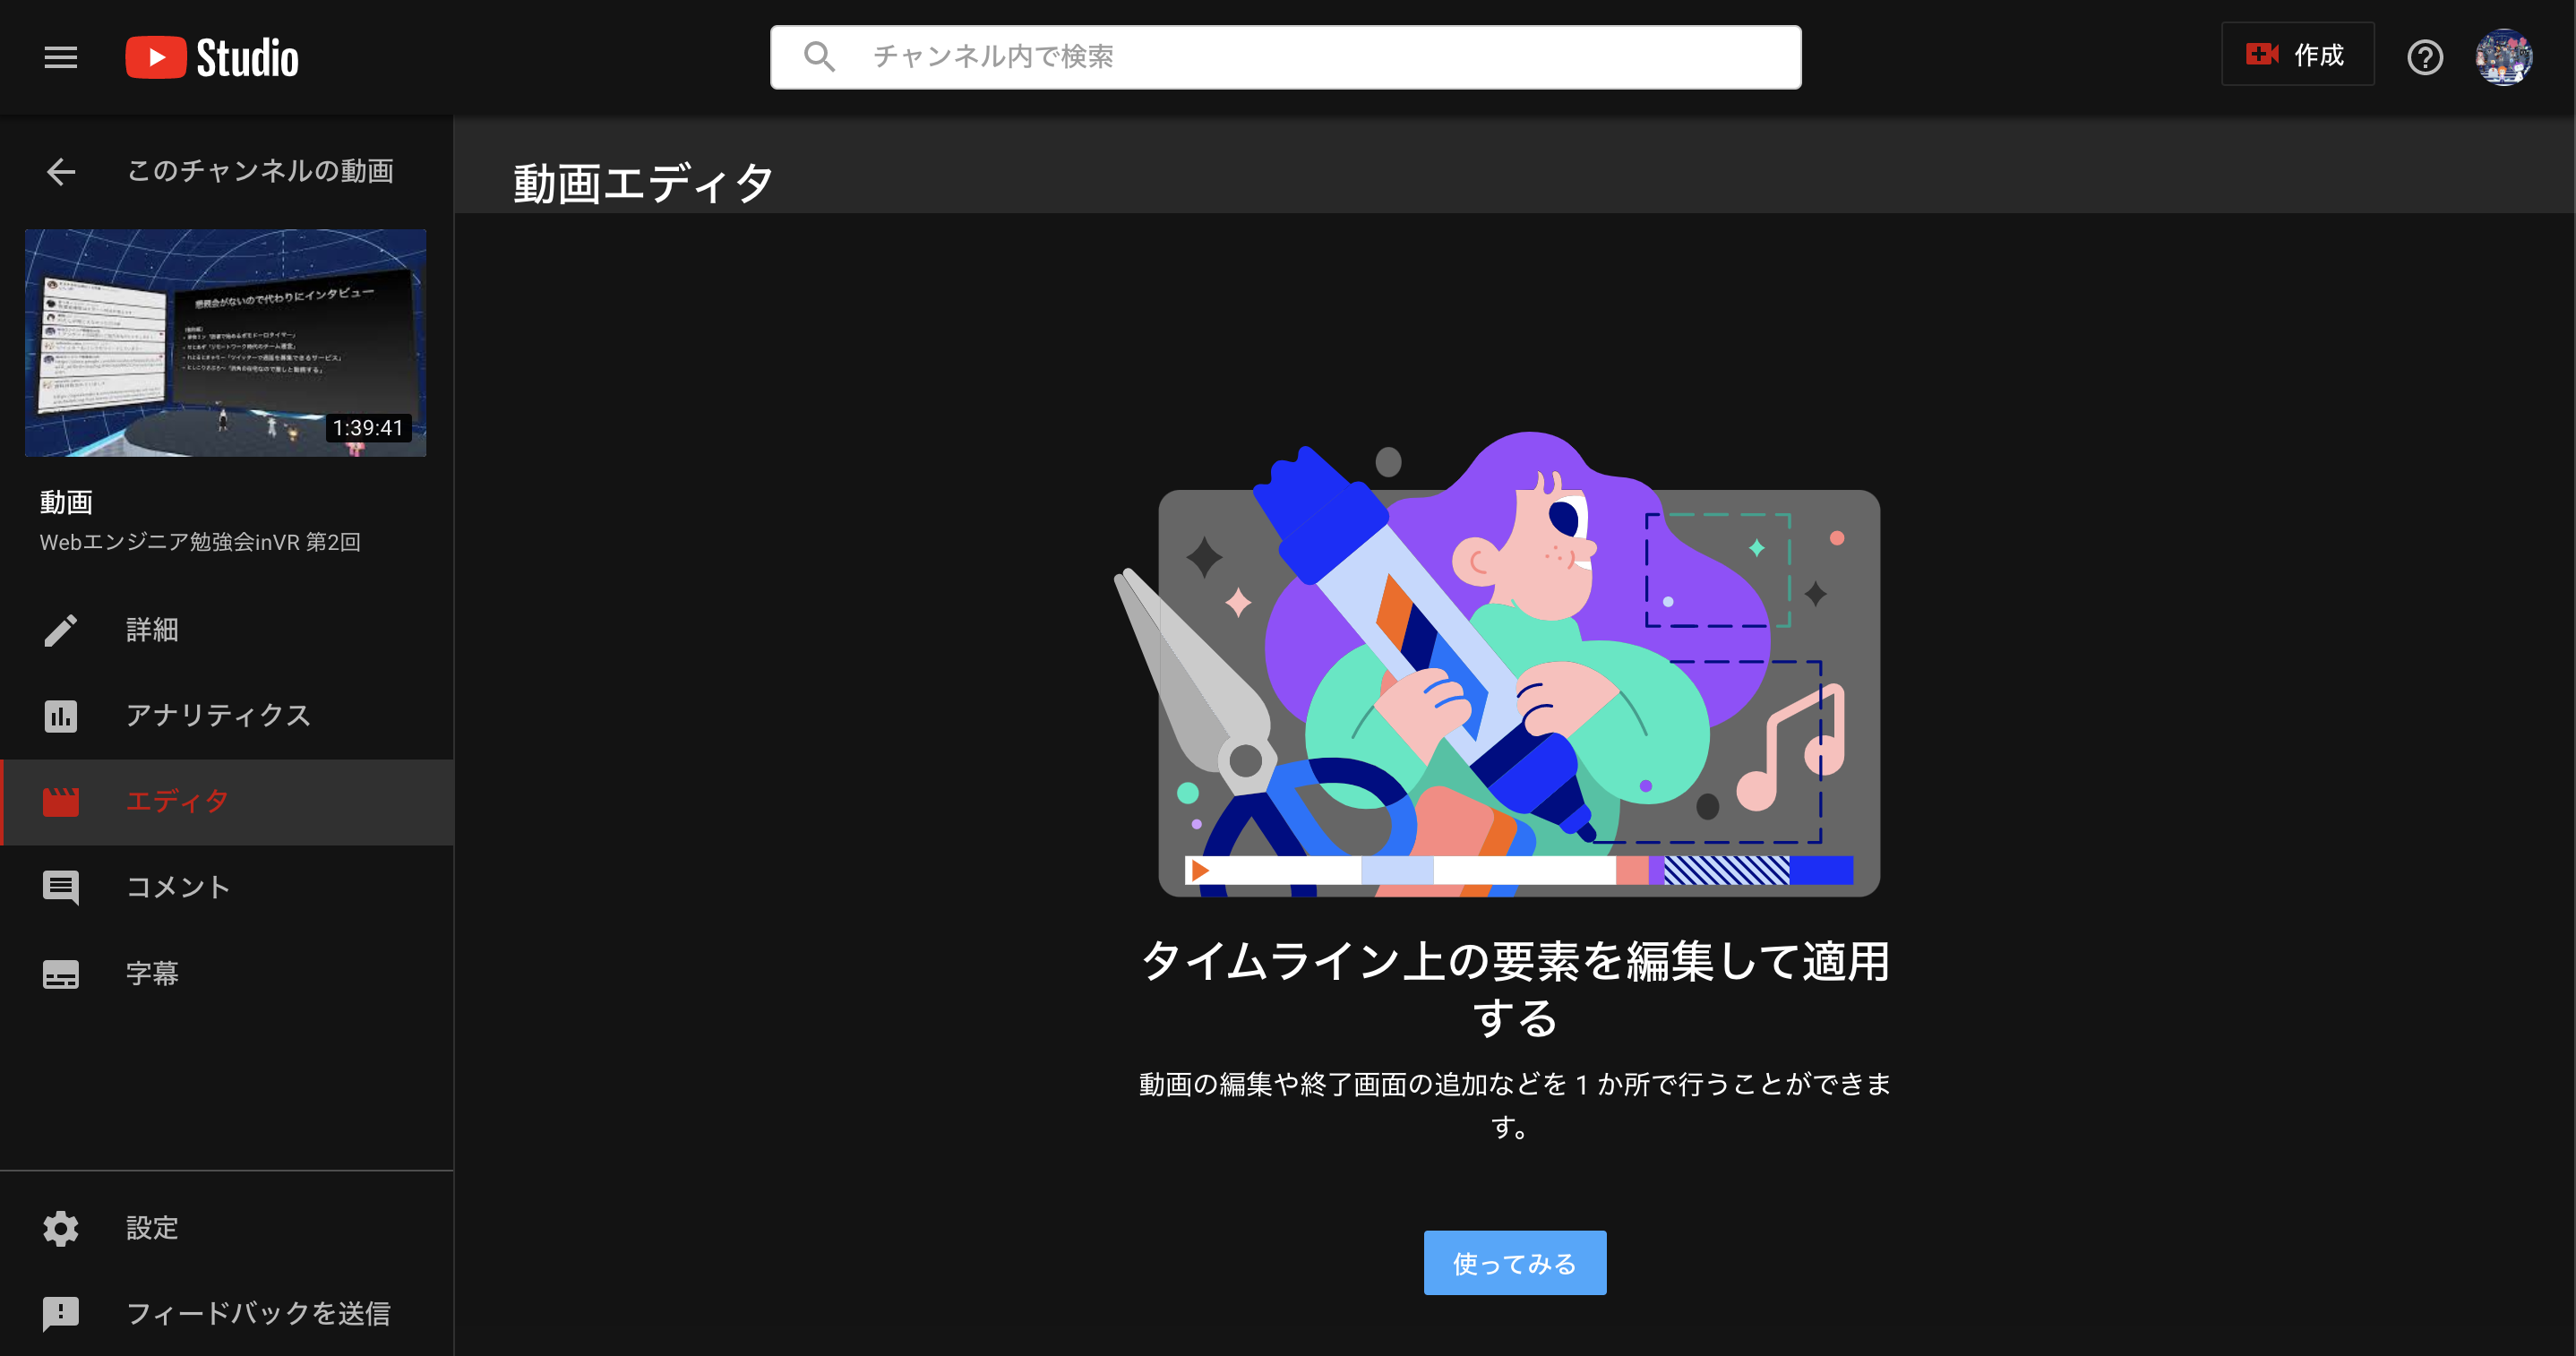 Studio
チャンネル内で検索
作成
このチャンネルの動画
懇親会がないので代わりにインタビュー
1:39:41
動画
Webエンジニア勉強会inVR 第2回
詳細
アナリティクス
エディタ
コメント
字幕
設定
フィードバックを送信
動画エディタ
タイムライン上の要素を編集して適用
する
動画の編集や終了画面の追加などを 1 か所で行うことができま
す。
使ってみる